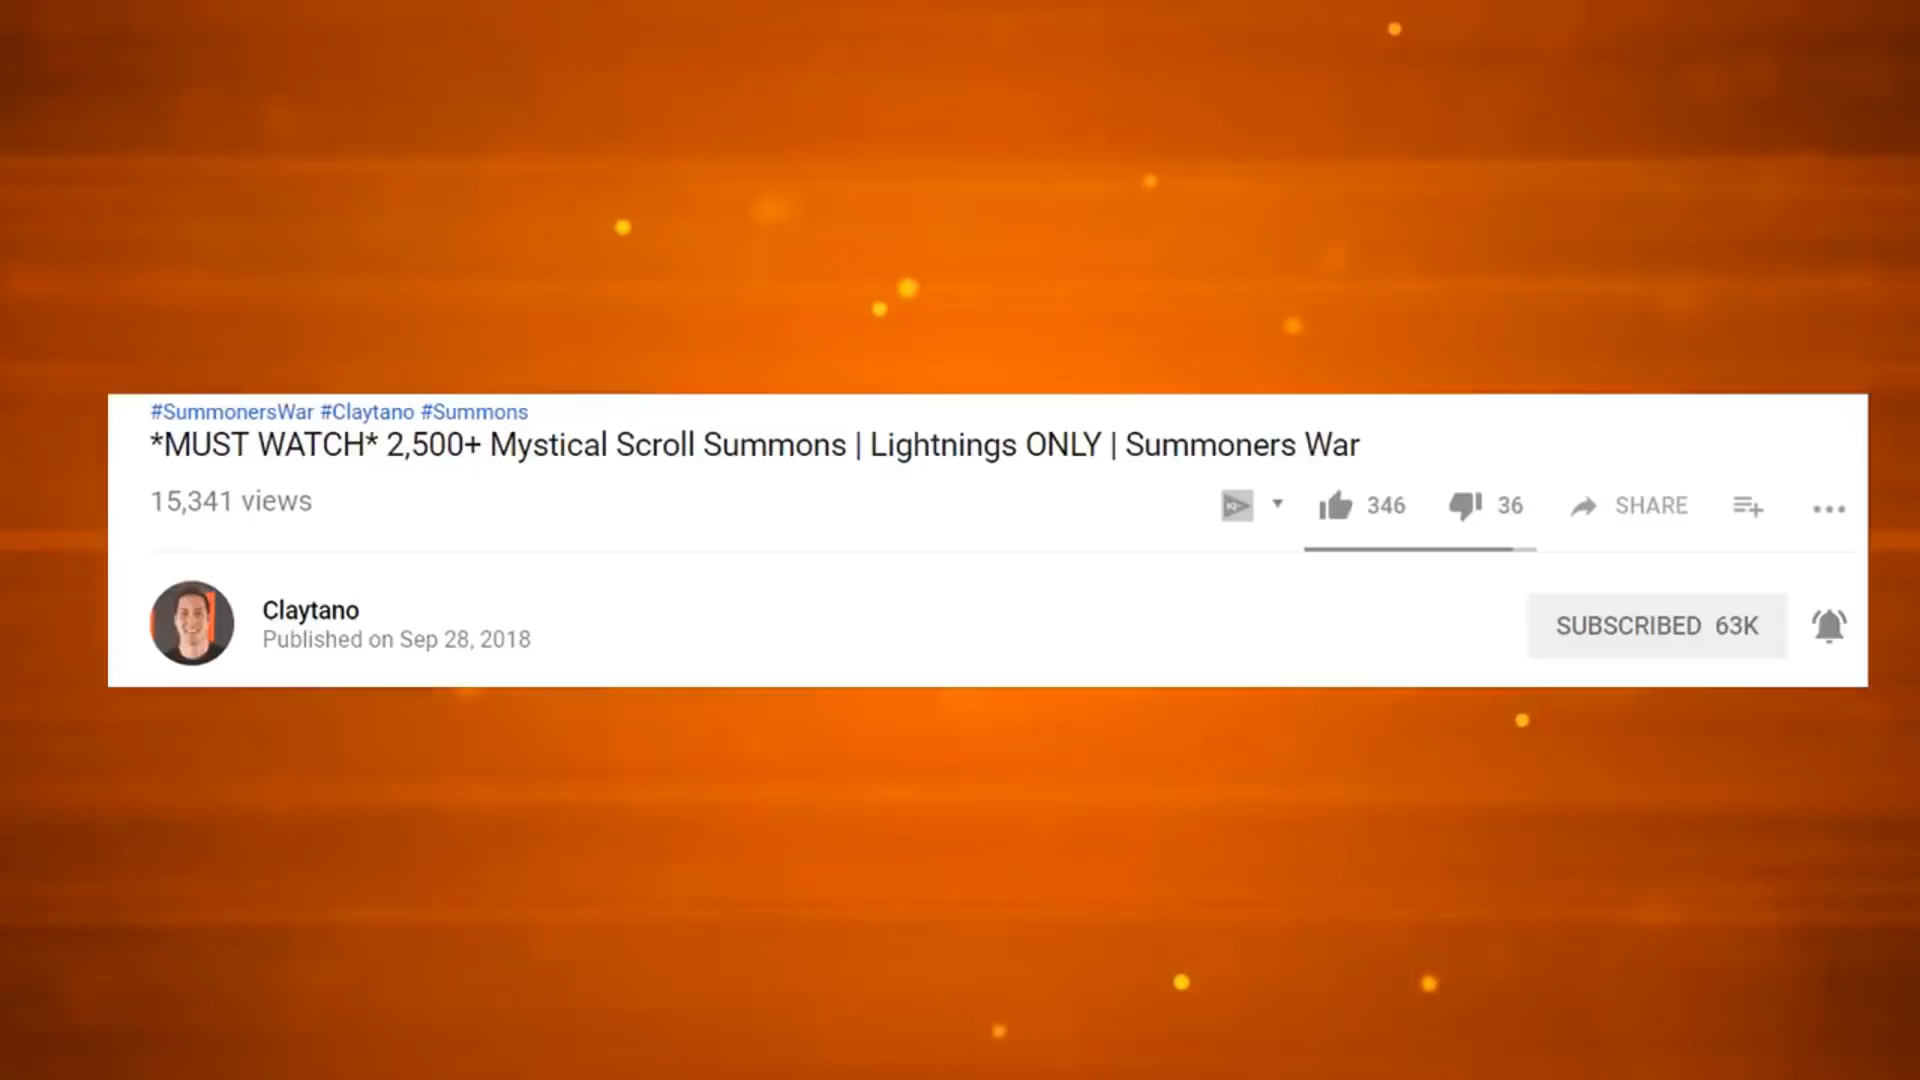 #SummonersWar #Claytano #Summons
*MUST WATCH* 2,500+ Mystical Scroll Summons | Lightnings ONLY | Summoners War
15,341 views
346 36 SHARE
Claytano
Published on Sep 28, 2018
SUBSCRIBED 63K